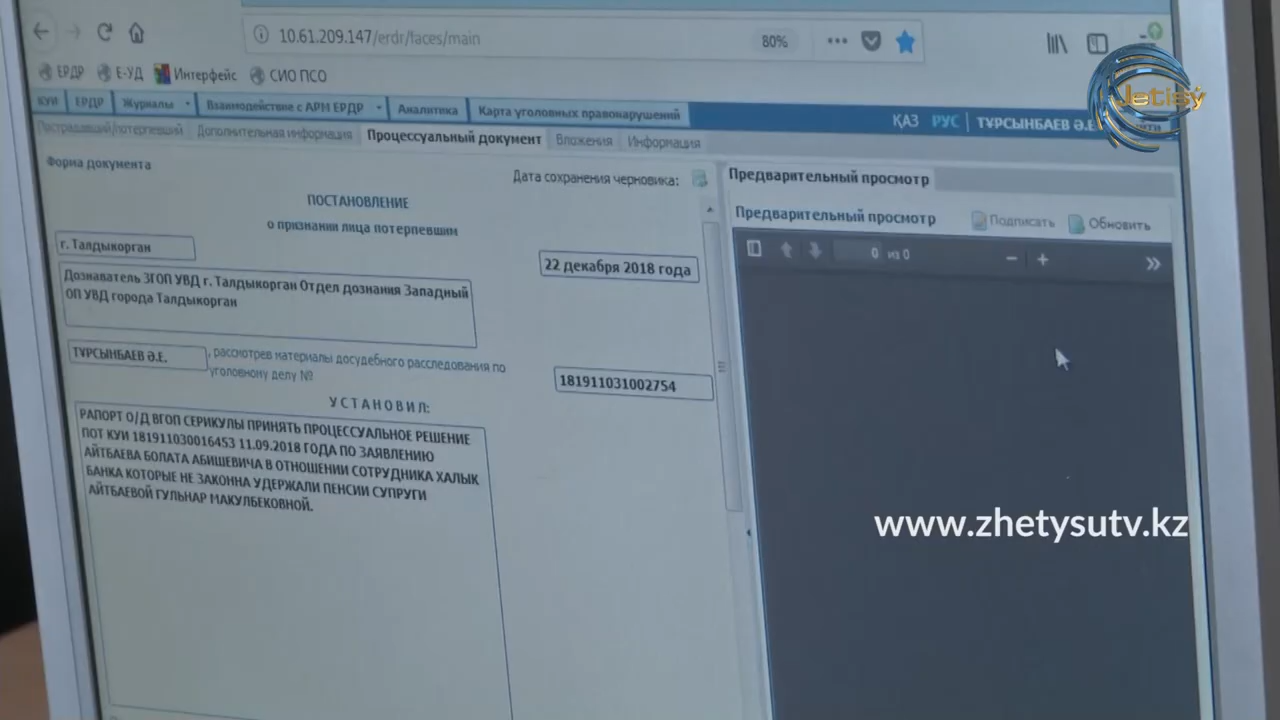 10.61.209.147/erdr/faces/main
80%
ЕРДР
Е-УД
Интерфейс
СИО ПСО
КУИ
ЕРДР
Журналы
Взаимодействие с АРМ ЕРДР
Аналитика
Карта уголовных правонарушений
ҚАЗ
РУС
ТҰРСЫНБАЕВ Ә.Е
Jetisý
Пострадавший/потерпевший
Дополнительная информация
Процессуальный документ
Вложения
Информация
Форма документа
Дата сохранения черновика:
Предварительный просмотр
ПОСТАНОВЛЕНИЕ
о признании лица потерпевшим
Предварительный просмотр
Подписать
Обновить
г. Талдыкорган
22 декабря 2018 года
0 из 0
Дознаватель ЗГОП УВД г. Талдыкорган Отдел дознания Западный
ОП УВД города Талдыкорган
ТҰРСЫНБАЕВ Ә.Е.
, рассмотрев материалы досудебного расследования по
уголовному делу №
181911031002754
УСТАНОВИЛ:
РАПОРТ О/Д ВГОП СЕРИКУЛЫ ПРИНЯТЬ ПРОЦЕССУАЛЬНОЕ РЕШЕНИЕ
ПОТ КУИ 181911030016453 11.09.2018 ГОДА ПО ЗАЯВЛЕНИЮ
АЙТБАЕВА БОЛАТА АБИШЕВИЧА В ОТНОШЕНИИ СОТРУДНИКА ХАЛЫК
БАНКА КОТОРЫЕ НЕ ЗАКОННА УДЕРЖАЛИ ПЕНСИИ СУПРУГИ
АЙТБАЕВОЙ ГУЛЬНАР МАКУЛБЕКОВНОЙ.
www.zhetysutv.kz